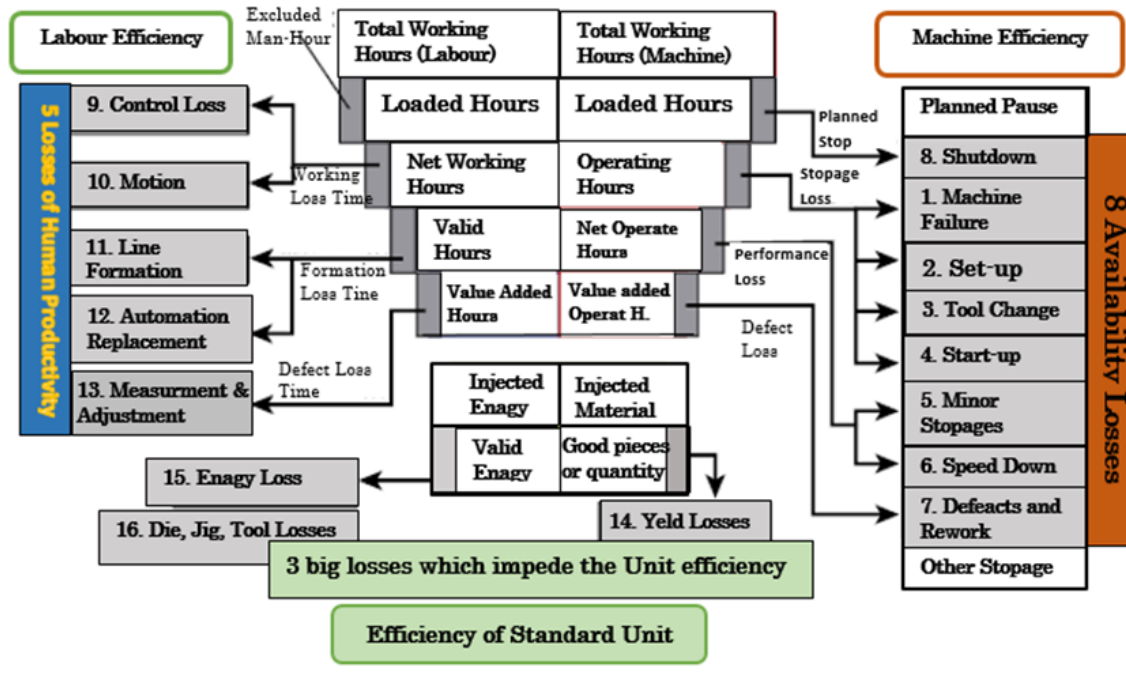 Labour Efficiency
Excluded
Man-Hour
Total Working
Hours (Labour)
Total Working
Hours (Machine)
Machine Efficiency
5 Losses of Human Productivity
9. Control Loss
10. Motion
11. Line
Formation
12. Automation
Replacement
13. Measurment &
Adjustment
Loaded Hours
Loaded Hours
Net Working
Hours
Operating
Hours
Valid
Hours
Net Operate
Hours
Value Added
Hours
Value added
Operat H.
Working
Loss Time
Formation
Loss Tine
Defect Loss
Time
Planned
Stop
Stopage
Loss
Performance
Loss
Defect
Loss
Planned Pause
8. Shutdown
1. Machine
Failure
2. Set-up
3. Tool Change
4. Start-up
5. Minor
Stopages
6. Speed Down
7. Defeacts and
Rework
Other Stopage
8 Availability Losses
Injected
Enagy
Injected
Material
Valid
Enagy
Good pieces
or quantity
15. Enagy Loss
16. Die, Jig, Tool Losses
14. Yeld Losses
3 big losses which impede the Unit efficiency
Efficiency of Standard Unit